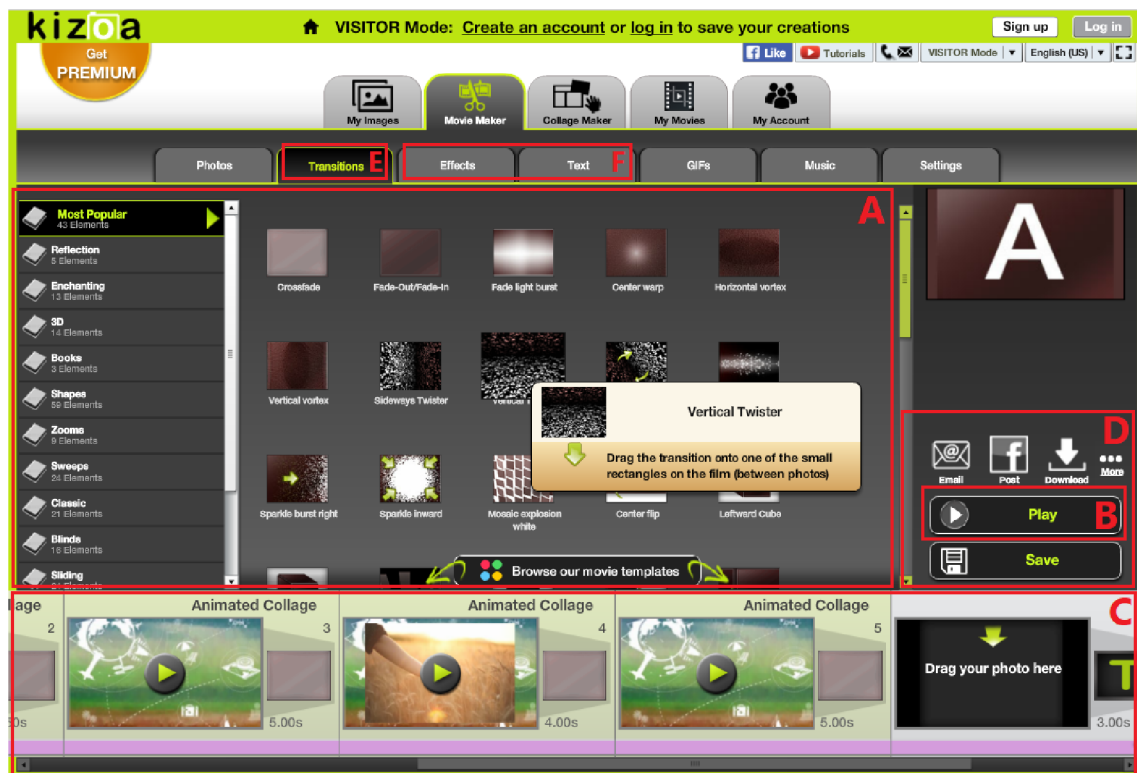 kizoa
VISITOR Mode: Create an account or log in to save your creations
Sign up
Log in
Get
PREMIUM
Like
Tutorials
VISITOR Mode
English (US)
My Images
Movie Maker
Collage Maker
My Movies
My Account
Photos
Transitions
E
Effects
Text
F
GIFs
Music
Settings
A
Most Popular
43 Elements
Reflection
5 Elements
Enchanting
13 Elements
3D
14 Elements
Books
3 Elements
Shapes
59 Elements
Zooms
9 Elements
Sweeps
24 Elements
Classic
21 Elements
Blinds
16 Elements
Sliding
Crossfade
Fade-Out/Fade-In
Fade light burst
Center warp
Horizontal vortex
Vertical vortex
Sideways Twister
Vertical Twister
Drag the transition onto one of the small
rectangles on the film (between photos)
Sparkle burst right
Sparkle inward
Mosaic explosion
white
Center flip
Leftward Cube
Browse our movie templates
A
D
Email
Post
Download
More
Play
B
Save
C
lage
2
Animated Collage
3
5.00s
Animated Collage
4
4.00s
Animated Collage
5
5.00s
Drag your photo here
T
3.00s